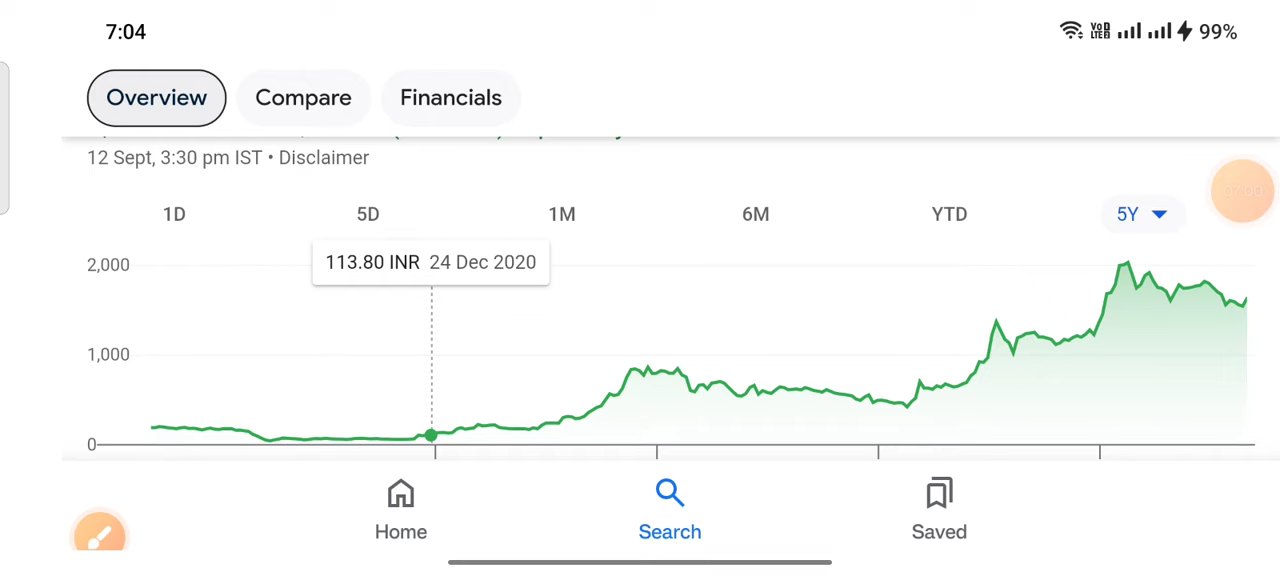 7:04
99%
Overview
Compare
Financials
12 Sept, 3:30 pm IST • Disclaimer
1D
5D
1M
6M
YTD
5Y
113.80 INR 24 Dec 2020
2,000
1,000
0
Home
Search
Saved